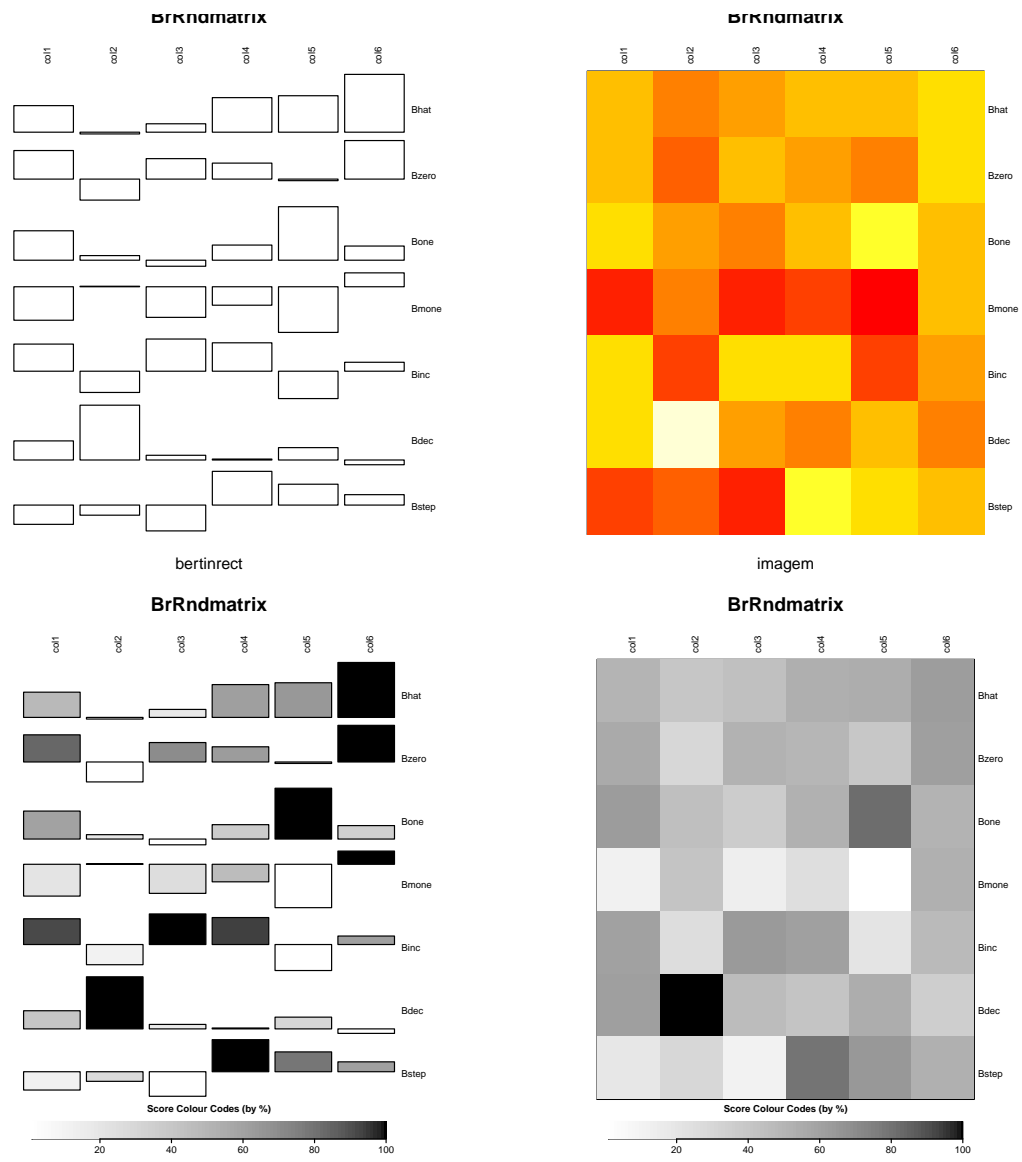 BrRndmatrix
col1 col2 col3 col4 col5 col6
Bhat
Bzero
Bone
Bmone
Binc
Bdec
Bstep
bertinrect
BrRndmatrix
col1 col2 col3 col4 col5 col6
Bhat
Bzero
Bone
Bmone
Binc
Bdec
Bstep
imagem
BrRndmatrix
col1 col2 col3 col4 col5 col6
Bhat
Bzero
Bone
Bmone
Binc
Bdec
Bstep
Score Colour Codes (by %)
20 40 60 80 100
BrRndmatrix
col1 col2 col3 col4 col5 col6
Bhat
Bzero
Bone
Bmone
Binc
Bdec
Bstep
Score Colour Codes (by %)
20 40 60 80 100